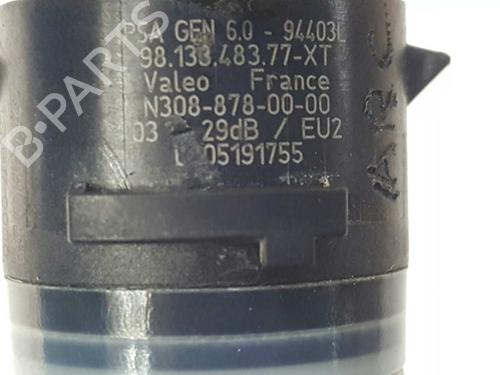 PSA GEN 6.0 - 94403L
98.133.483.77-XT
Valeo France
N308-878-00-00
03 29dB / EU2
05191755
B-PARTS